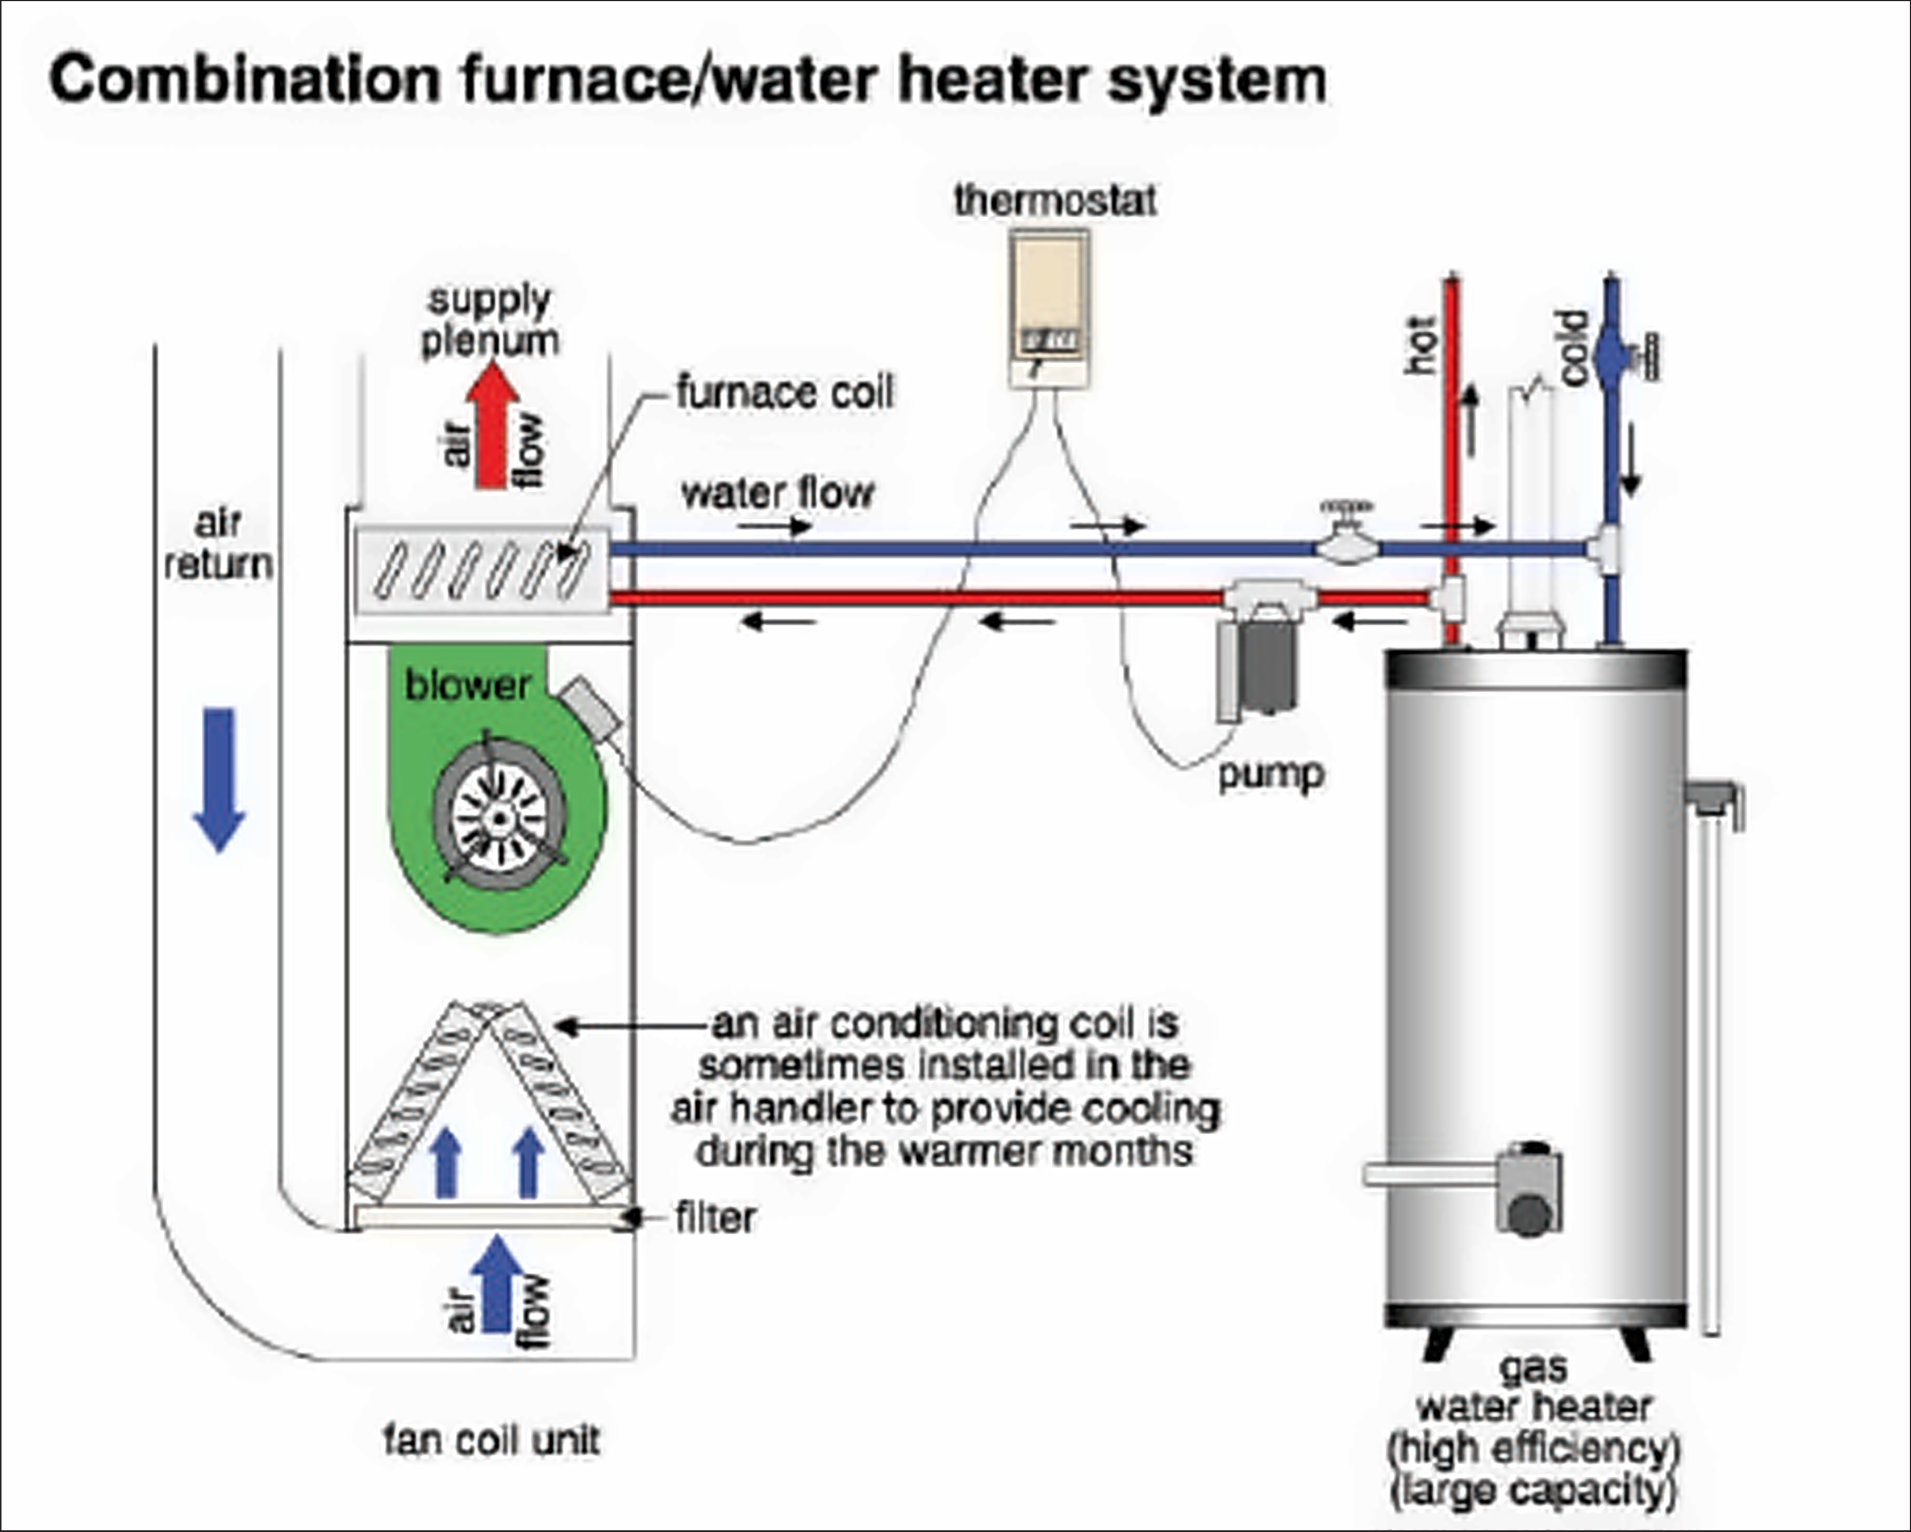 Combination furnace/water heater system
thermostat
supply
plenum
air
flow
furnace coil
hot
cold
water flow
air
return
blower
pump
an air conditioning coil is
sometimes installed in the
air handler to provide cooling
during the warmer months
filter
air
flow
fan coil unit
gas
water heater
(high efficiency)
(large capacity)